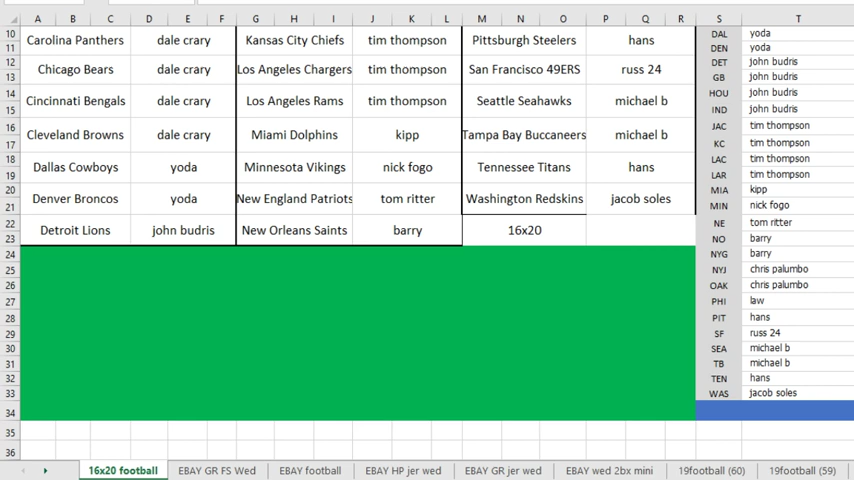 A B C D E F G H I J K L M N O P Q R S T
10 Carolina Panthers dale crary Kansas City Chiefs tim thompson Pittsburgh Steelers hans DAL yoda
11 DEN yoda
12 Chicago Bears dale crary Los Angeles Chargers tim thompson San Francisco 49ERS russ 24 DET john budris
13 GB john budris
14 Cincinnati Bengals dale crary Los Angeles Rams tim thompson Seattle Seahawks michael b HOU john budris
15 IND john budris
16 Cleveland Browns dale crary Miami Dolphins kipp Tampa Bay Buccaneers michael b JAC tim thompson
17 KC tim thompson
18 Dallas Cowboys yoda Minnesota Vikings nick fogo Tennessee Titans hans LAC tim thompson
19 LAR tim thompson
20 Denver Broncos yoda New England Patriots tom ritter Washington Redskins jacob soles MIA kipp
21 MIN nick fogo
22 Detroit Lions john budris New Orleans Saints barry 16x20 NE tom ritter
23 NO barry
24 NYG barry
25 NYJ chris palumbo
26 OAK chris palumbo
27 PHI law
28 PIT hans
29 SF russ 24
30 SEA michael b
31 TB michael b
32 TEN hans
33 WAS jacob soles
34
35
36
16x20 football EBAY GR FS Wed EBAY football EBAY HP jer wed EBAY GR jer wed EBAY wed 2bx mini 19football (60) 19football (59)